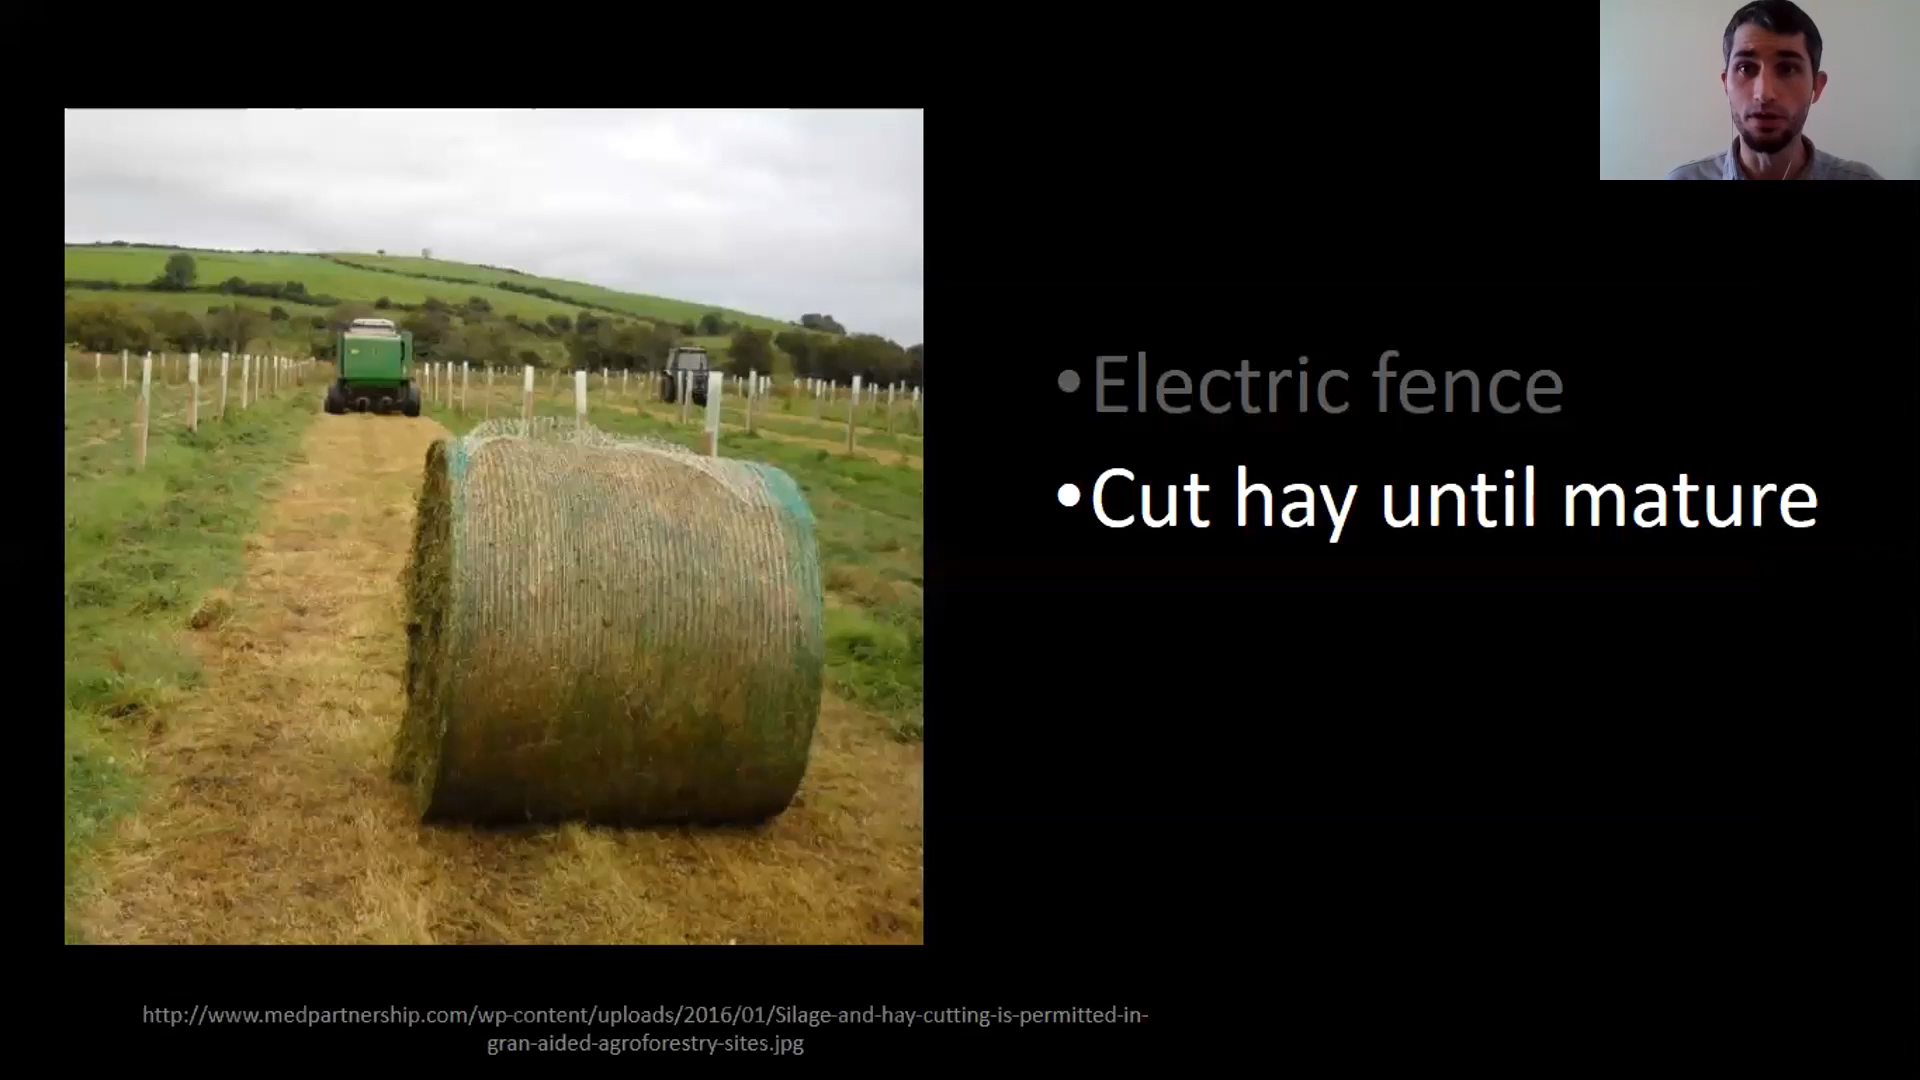 •Electric fence
•Cut hay until mature
http://www.medpartnership.com/wp-content/uploads/2016/01/Silage-and-hay-cutting-is-permitted-in-
gran-aided-agroforestry-sites.jpg